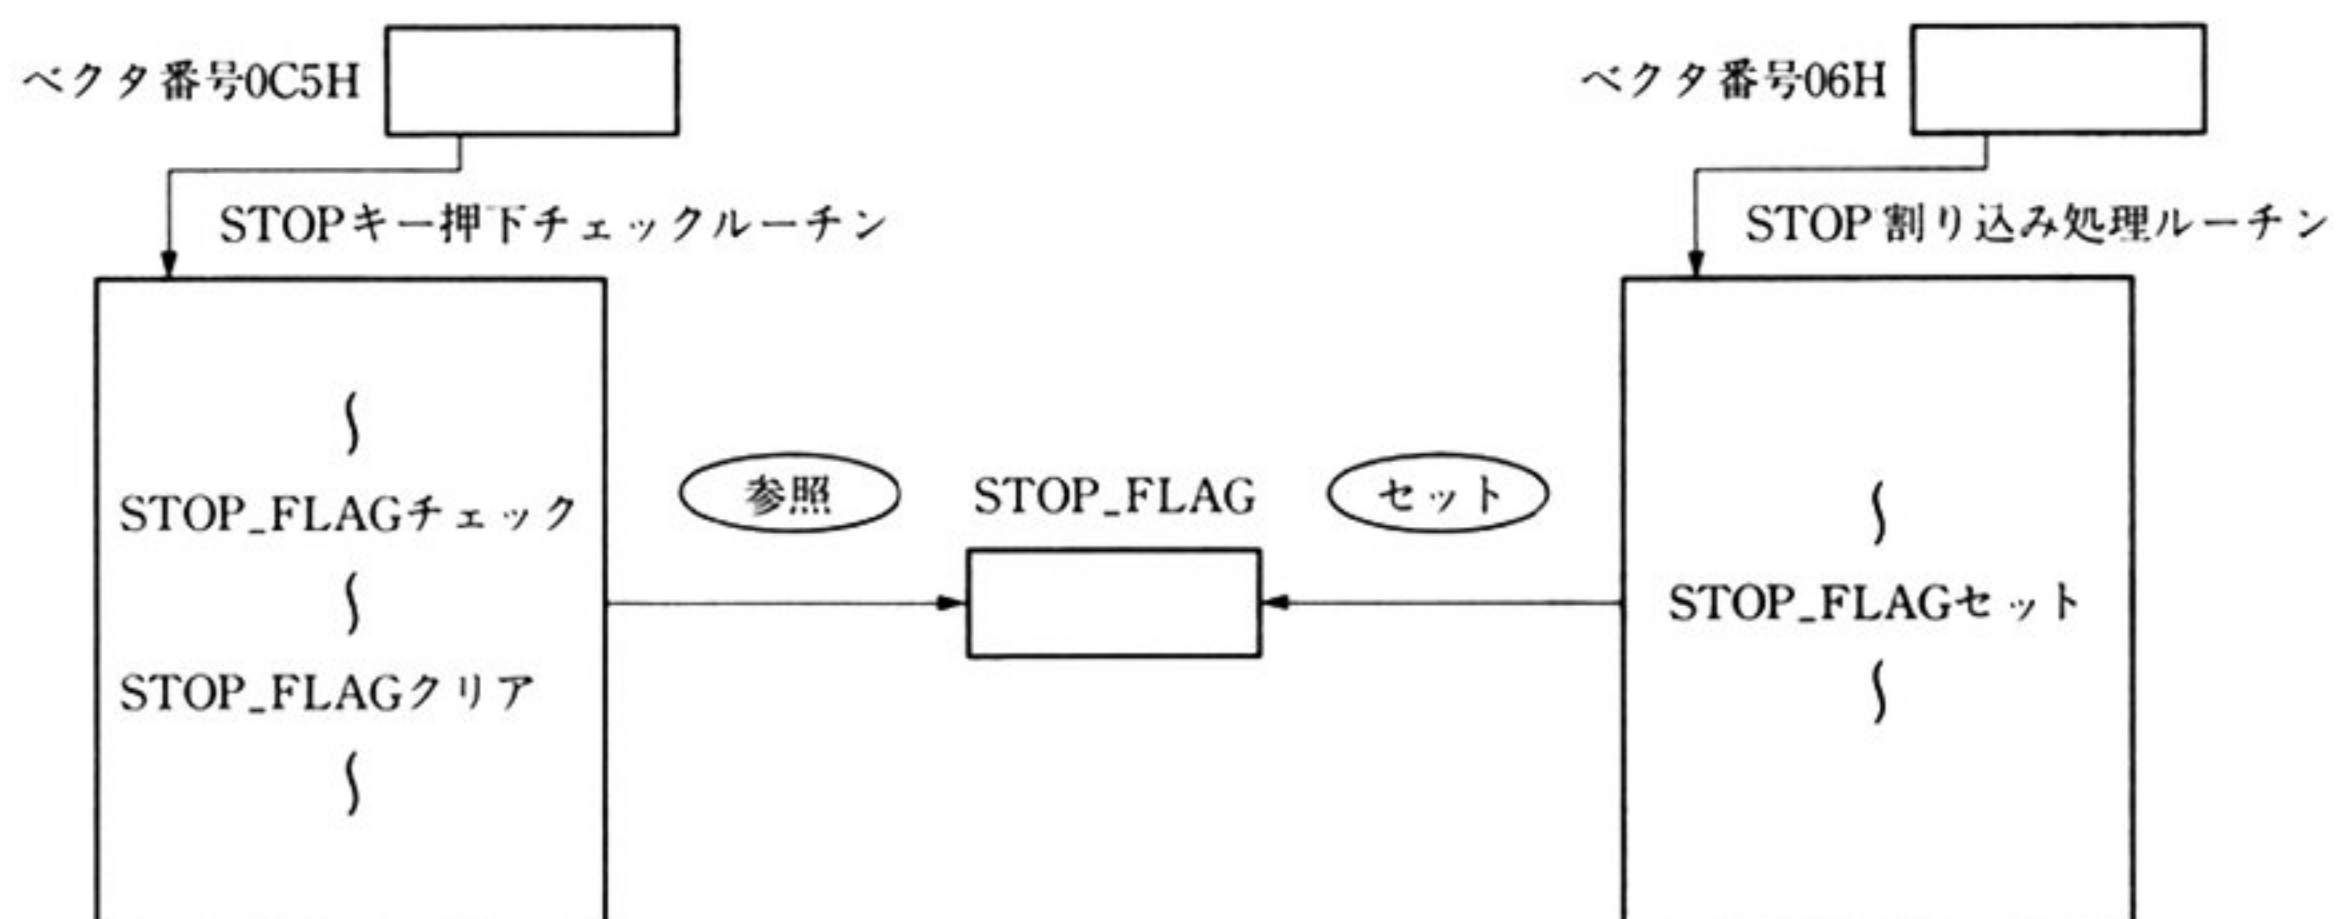 ベクタ番号0C5H
ベクタ番号06H
STOPキー押下チェックルーチン
STOP割り込み処理ルーチン
STOP_FLAGチェック
STOP_FLAGクリア
参照
STOP_FLAG
セット
STOP_FLAGセット